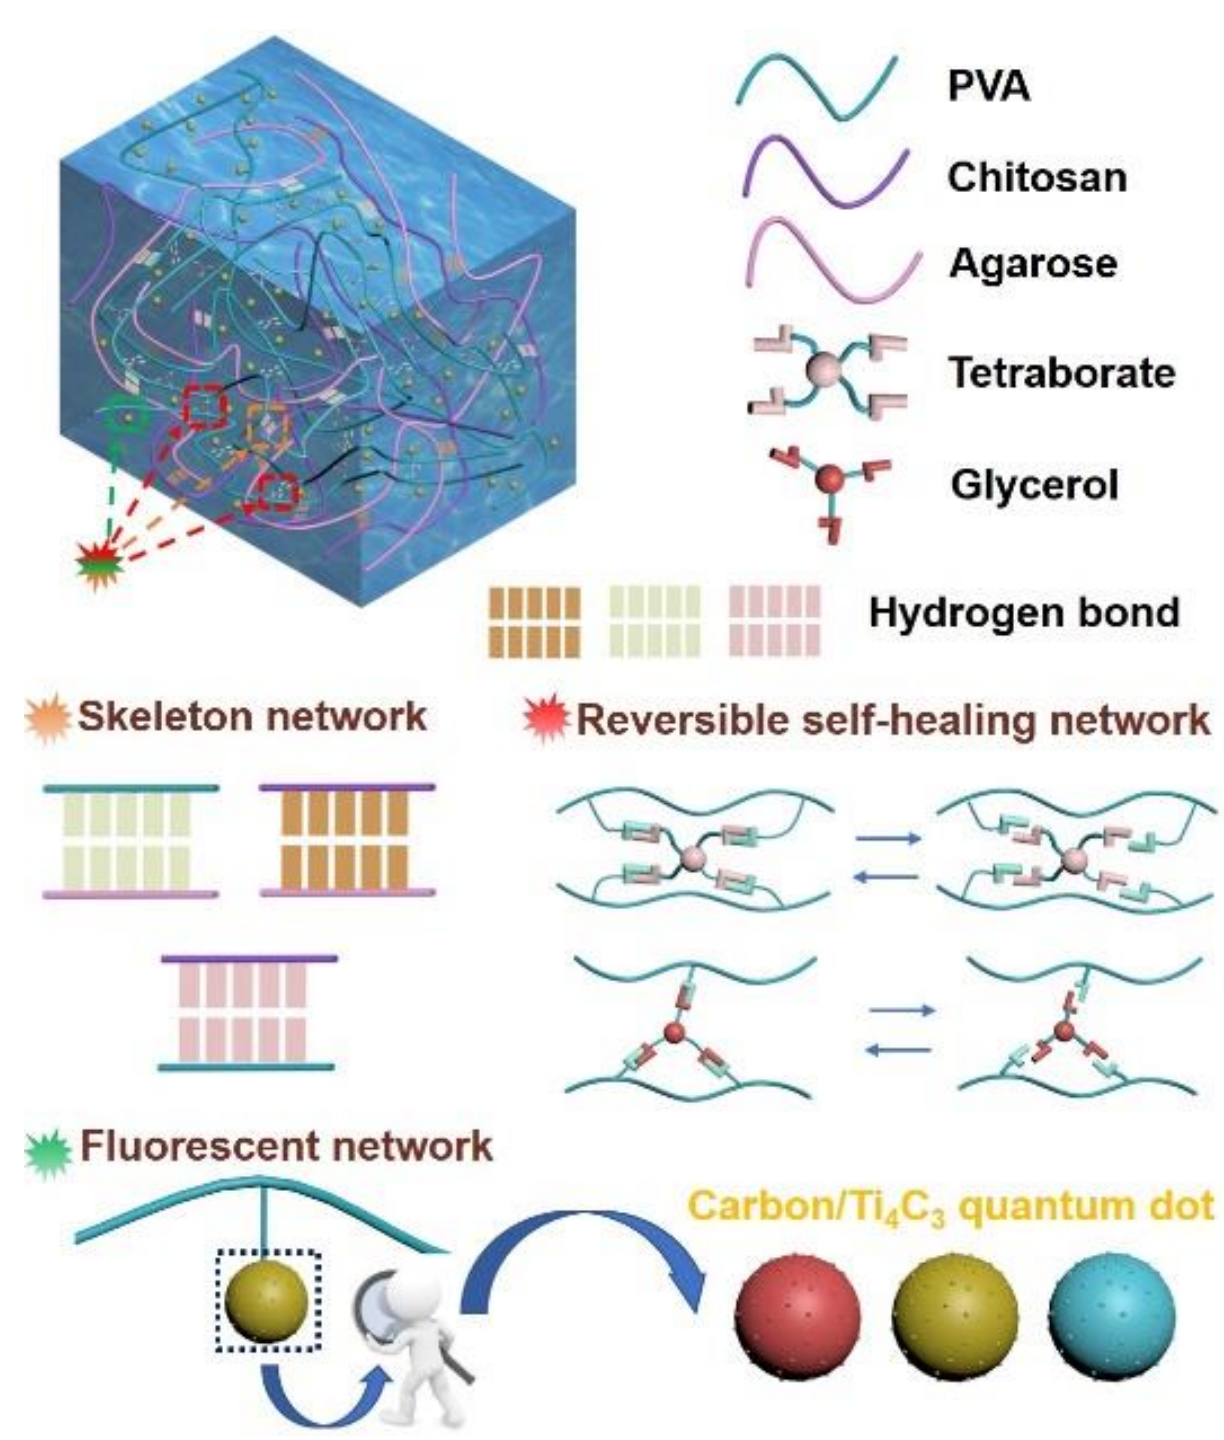 PVA
Chitosan
Agarose
Tetraborate
Glycerol
Hydrogen bond
Skeleton network
Reversible self-healing network
Fluorescent network
Carbon/Ti₄C₃ quantum dot